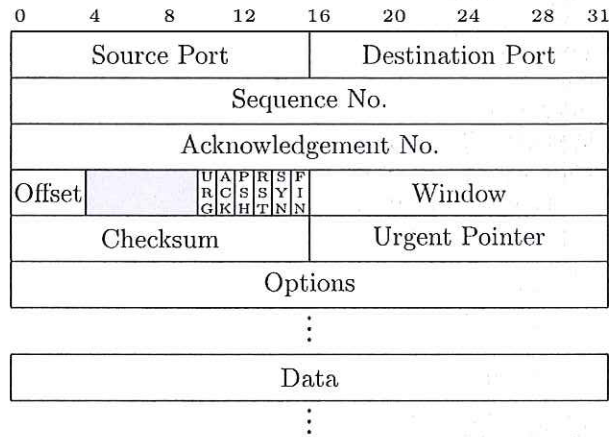 0 4 8 12 16 20 24 28 31
Source Port Destination Port
Sequence No.
Acknowledgement No.
Offset URG ACK PSH RST SYN FIN Window
Checksum Urgent Pointer
Options
⋮
Data
⋮